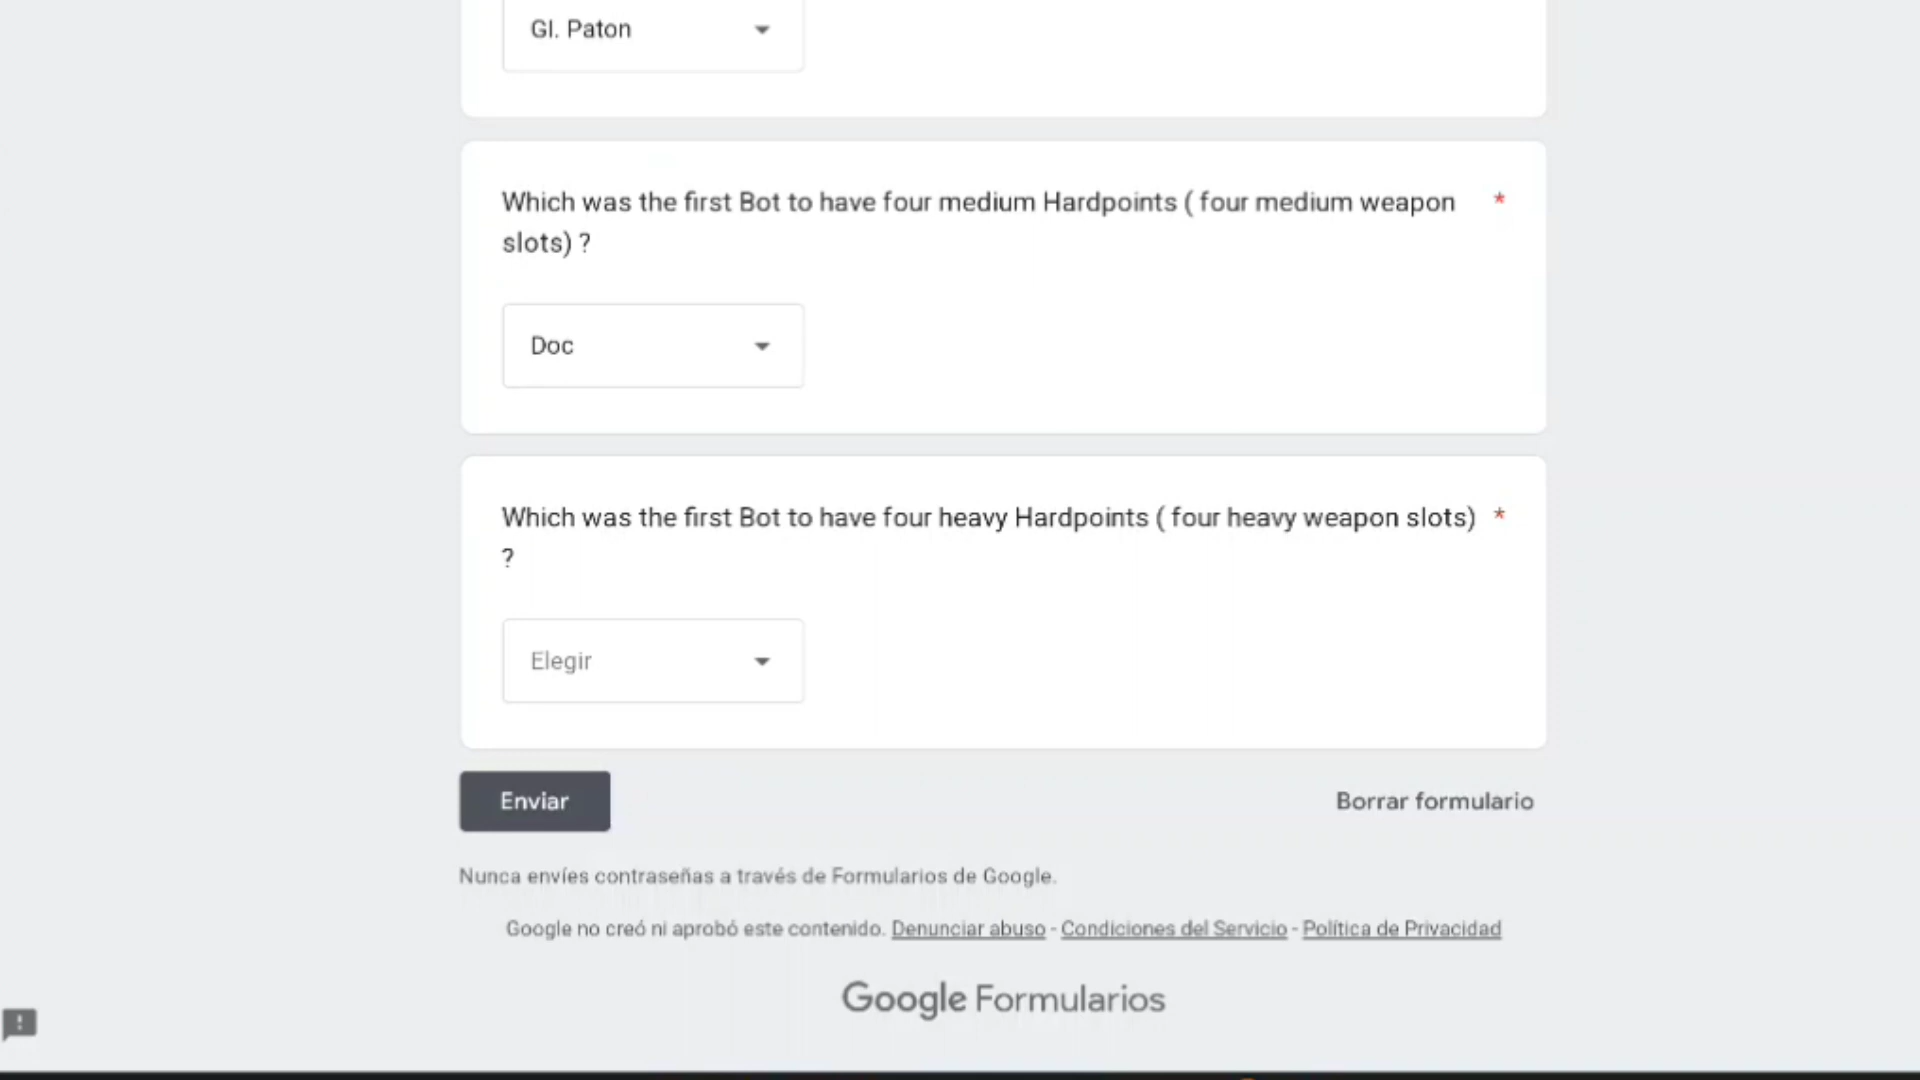 Gl. Paton
Which was the first Bot to have four medium Hardpoints ( four medium weapon *
slots) ?
Doc
Which was the first Bot to have four heavy Hardpoints ( four heavy weapon slots) *
?
Elegir
Enviar
Borrar formulario
Nunca envíes contraseñas a través de Formularios de Google.
Google no creó ni aprobó este contenido. Denunciar abuso - Condiciones del Servicio - Política de Privacidad
Google Formularios